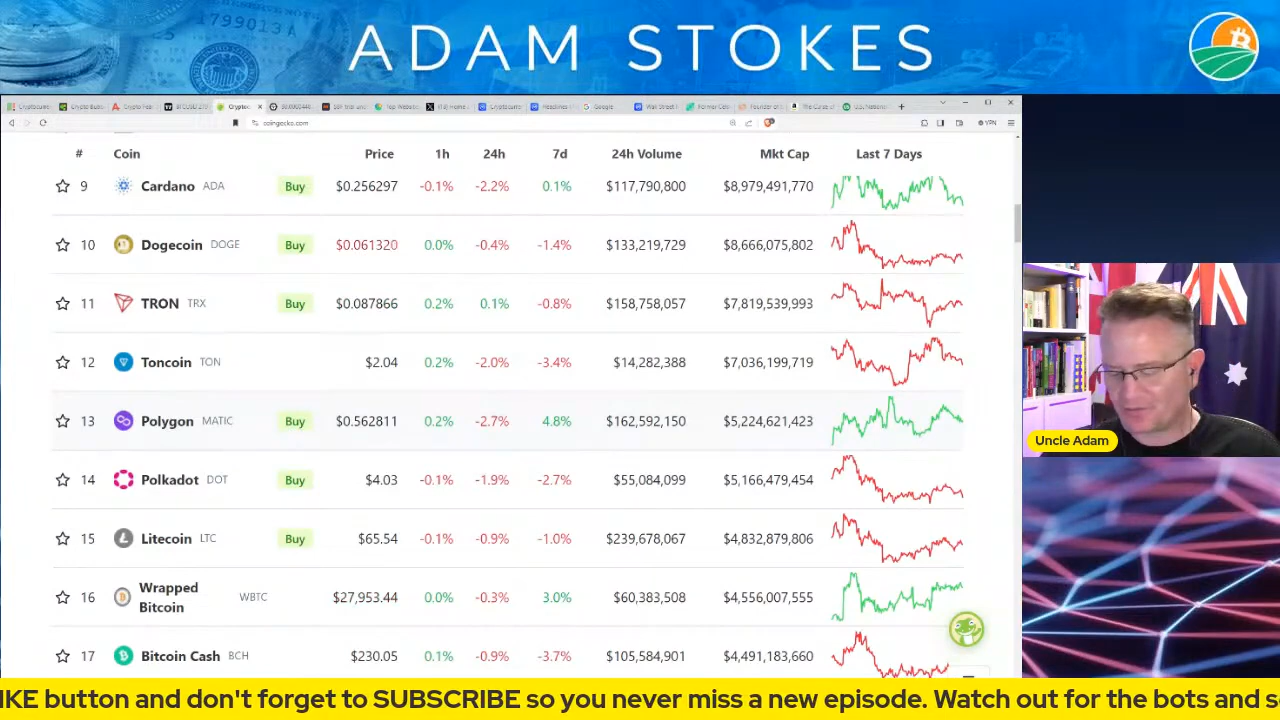 ADAM STOKES
coingecko.com
VPN
# Coin Price 1h 24h 7d 24h Volume Mkt Cap Last 7 Days
9 Cardano ADA Buy $0.256297 -0.1% -2.2% 0.1% $117,790,800 $8,979,491,770
10 Dogecoin DOGE Buy $0.061320 0.0% -0.4% -1.4% $133,219,729 $8,666,075,802
11 TRON TRX Buy $0.087866 0.2% 0.1% -0.8% $158,758,057 $7,819,539,993
12 Toncoin TON $2.04 0.2% -2.0% -3.4% $14,282,388 $7,036,199,719
13 Polygon MATIC Buy $0.562811 0.2% -2.7% 4.8% $162,592,150 $5,224,621,423
14 Polkadot DOT Buy $4.03 -0.1% -1.9% -2.7% $55,084,099 $5,166,479,454
15 Litecoin LTC Buy $65.54 -0.1% -0.9% -1.0% $239,678,067 $4,832,879,806
16 Wrapped Bitcoin WBTC $27,953.44 0.0% -0.3% 3.0% $60,383,508 $4,556,007,555
17 Bitcoin Cash BCH $230.05 0.1% -0.9% -3.7% $105,584,901 $4,491,183,660
Uncle Adam
IKE button and don't forget to SUBSCRIBE so you never miss a new episode. Watch out for the bots and s